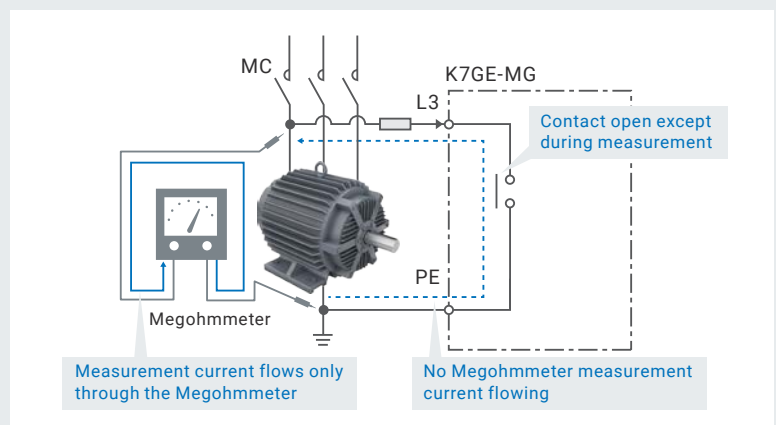 MC
K7GE-MG
L3
Contact open except
during measurement
PE
Megohmmeter
Measurement current flows only
through the Megohmmeter
No Megohmmeter measurement
current flowing